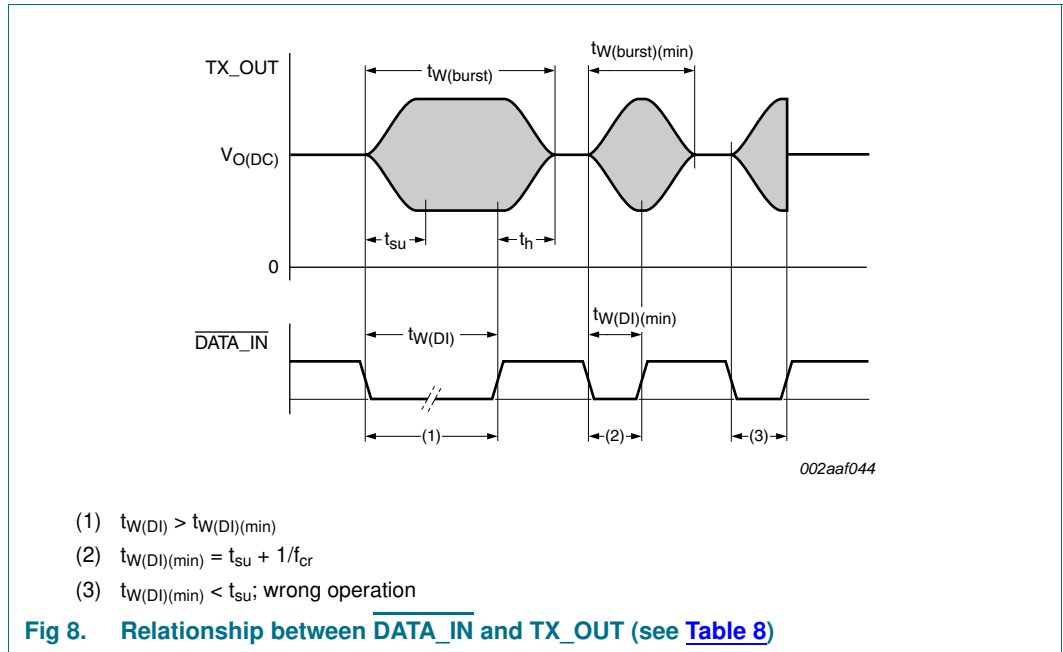 tW(burst)(min)
TX_OUT
tW(burst)
VO(DC)
tsu
th
0
tW(DI)(min)
DATA_IN
tW(DI)
(1)
(2)
(3)
002aaf044
(1) tW(DI) > tW(DI)(min)
(2) tW(DI)(min) = tsu + 1/fcr
(3) tW(DI)(min) < tsu; wrong operation
Fig 8. Relationship between DATA_IN and TX_OUT (see Table 8)